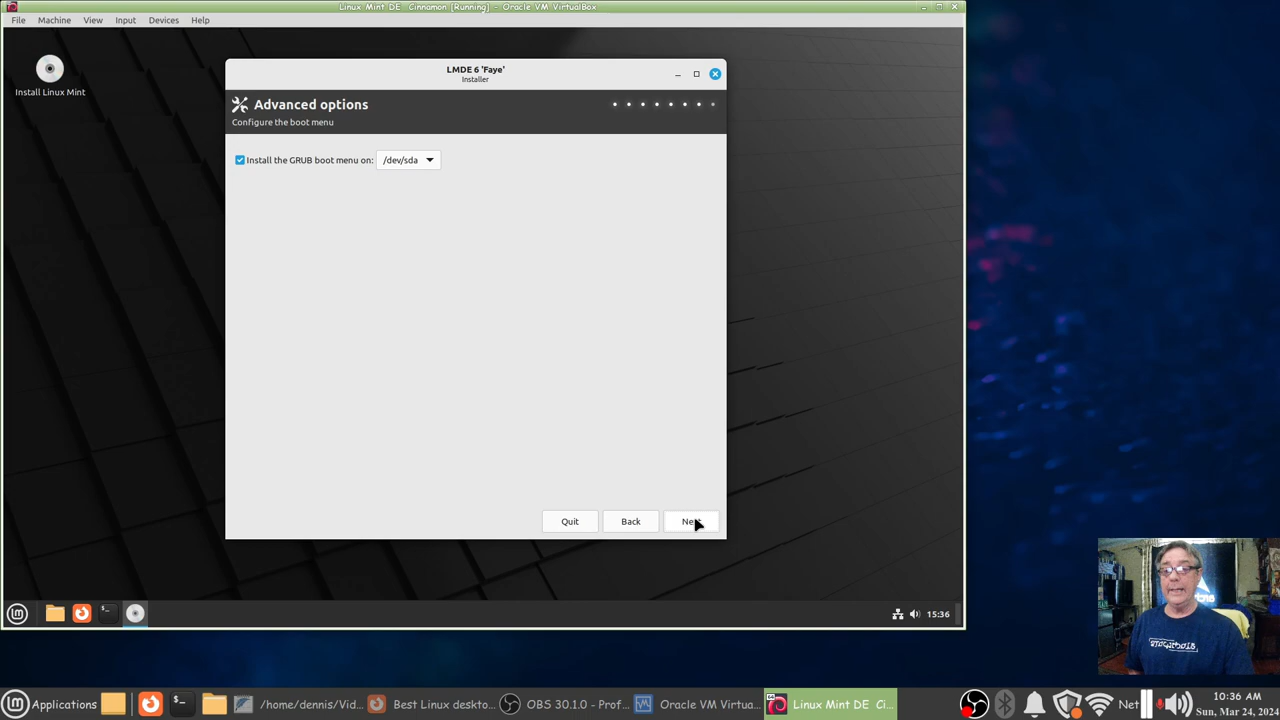 Linux Mint DE  Cinnamon [Running] - Oracle VM VirtualBox
File Machine View Input Devices Help
Install Linux Mint
LMDE 6 'Faye'
Installer
Advanced options
Configure the boot menu
Install the GRUB boot menu on: /dev/sda
Quit Back
15:36
Applications
/home/dennis/Vid...
Best Linux deskto...
OBS 30.1.0 - Prof...
Oracle VM Virtua...
Linux Mint DE  Ci...
Net
10:36 AM
Sun, Mar 24, 2024